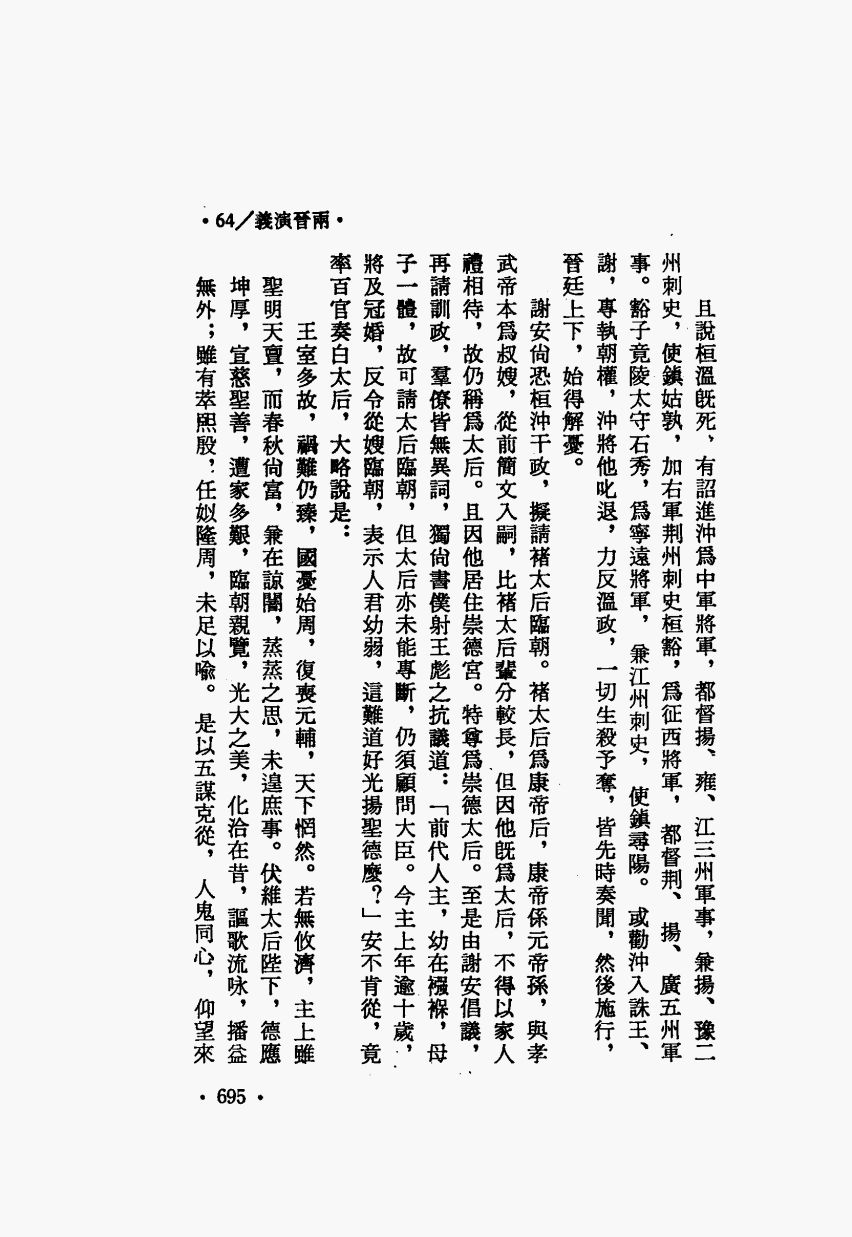 •64／義演晉兩•
且說桓溫旣死，有詔進沖爲中軍將軍，都督揚、雍、江三州軍事，兼揚、豫二
州刺史，使鎭姑孰，加右軍荆州刺史桓豁，爲征西將軍，都督荆、揚、廣五州軍
事。豁子竟陵太守石秀，爲寧遠將軍，兼江州刺史，使鎭尋陽。或勸沖入誅王、
謝，專執朝權，沖將他叱退，力反溫政，一切生殺予奪，皆先時奏聞，然後施行，
晉廷上下，始得解憂。
謝安尙恐桓沖干政，擬請褚太后臨朝。褚太后爲康帝后，康帝係元帝孫，與孝
武帝本爲叔嫂，從前簡文入嗣，比褚太后輩分較長，但因他旣爲太后，不得以家人
禮相待，故仍稱爲太后。且因他居住崇德宮。特尊爲崇德太后。至是由謝安倡議，
再請訓政，羣僚皆無異詞，獨尙書僕射王彪之抗議道：「前代人主，幼在襁褓，母
子一體，故可請太后臨朝，但太后亦未能專斷，仍須顧問大臣。今主上年逾十歲，
將及冠婚，反令從嫂臨朝，表示人君幼弱，這難道好光揚聖德麼？」安不肯從，竟
率百官奏白太后，大略說是：
王室多故，禍難仍臻，國憂始周，復喪元輔，天下惘然。若無攸濟，主上雖
聖明天亶，而春秋尙富，兼在諒闇，蒸蒸之思，未遑庶事。伏維太后陛下，德應
坤厚，宣慈聖善，遭家多艱，臨朝親覽，光大之美，化洽在昔，謳歌流咏，播益
無外；雖有莘熙殷，任姒隆周，未足以喩。是以五謀克從，人鬼同心，仰望來
•695•